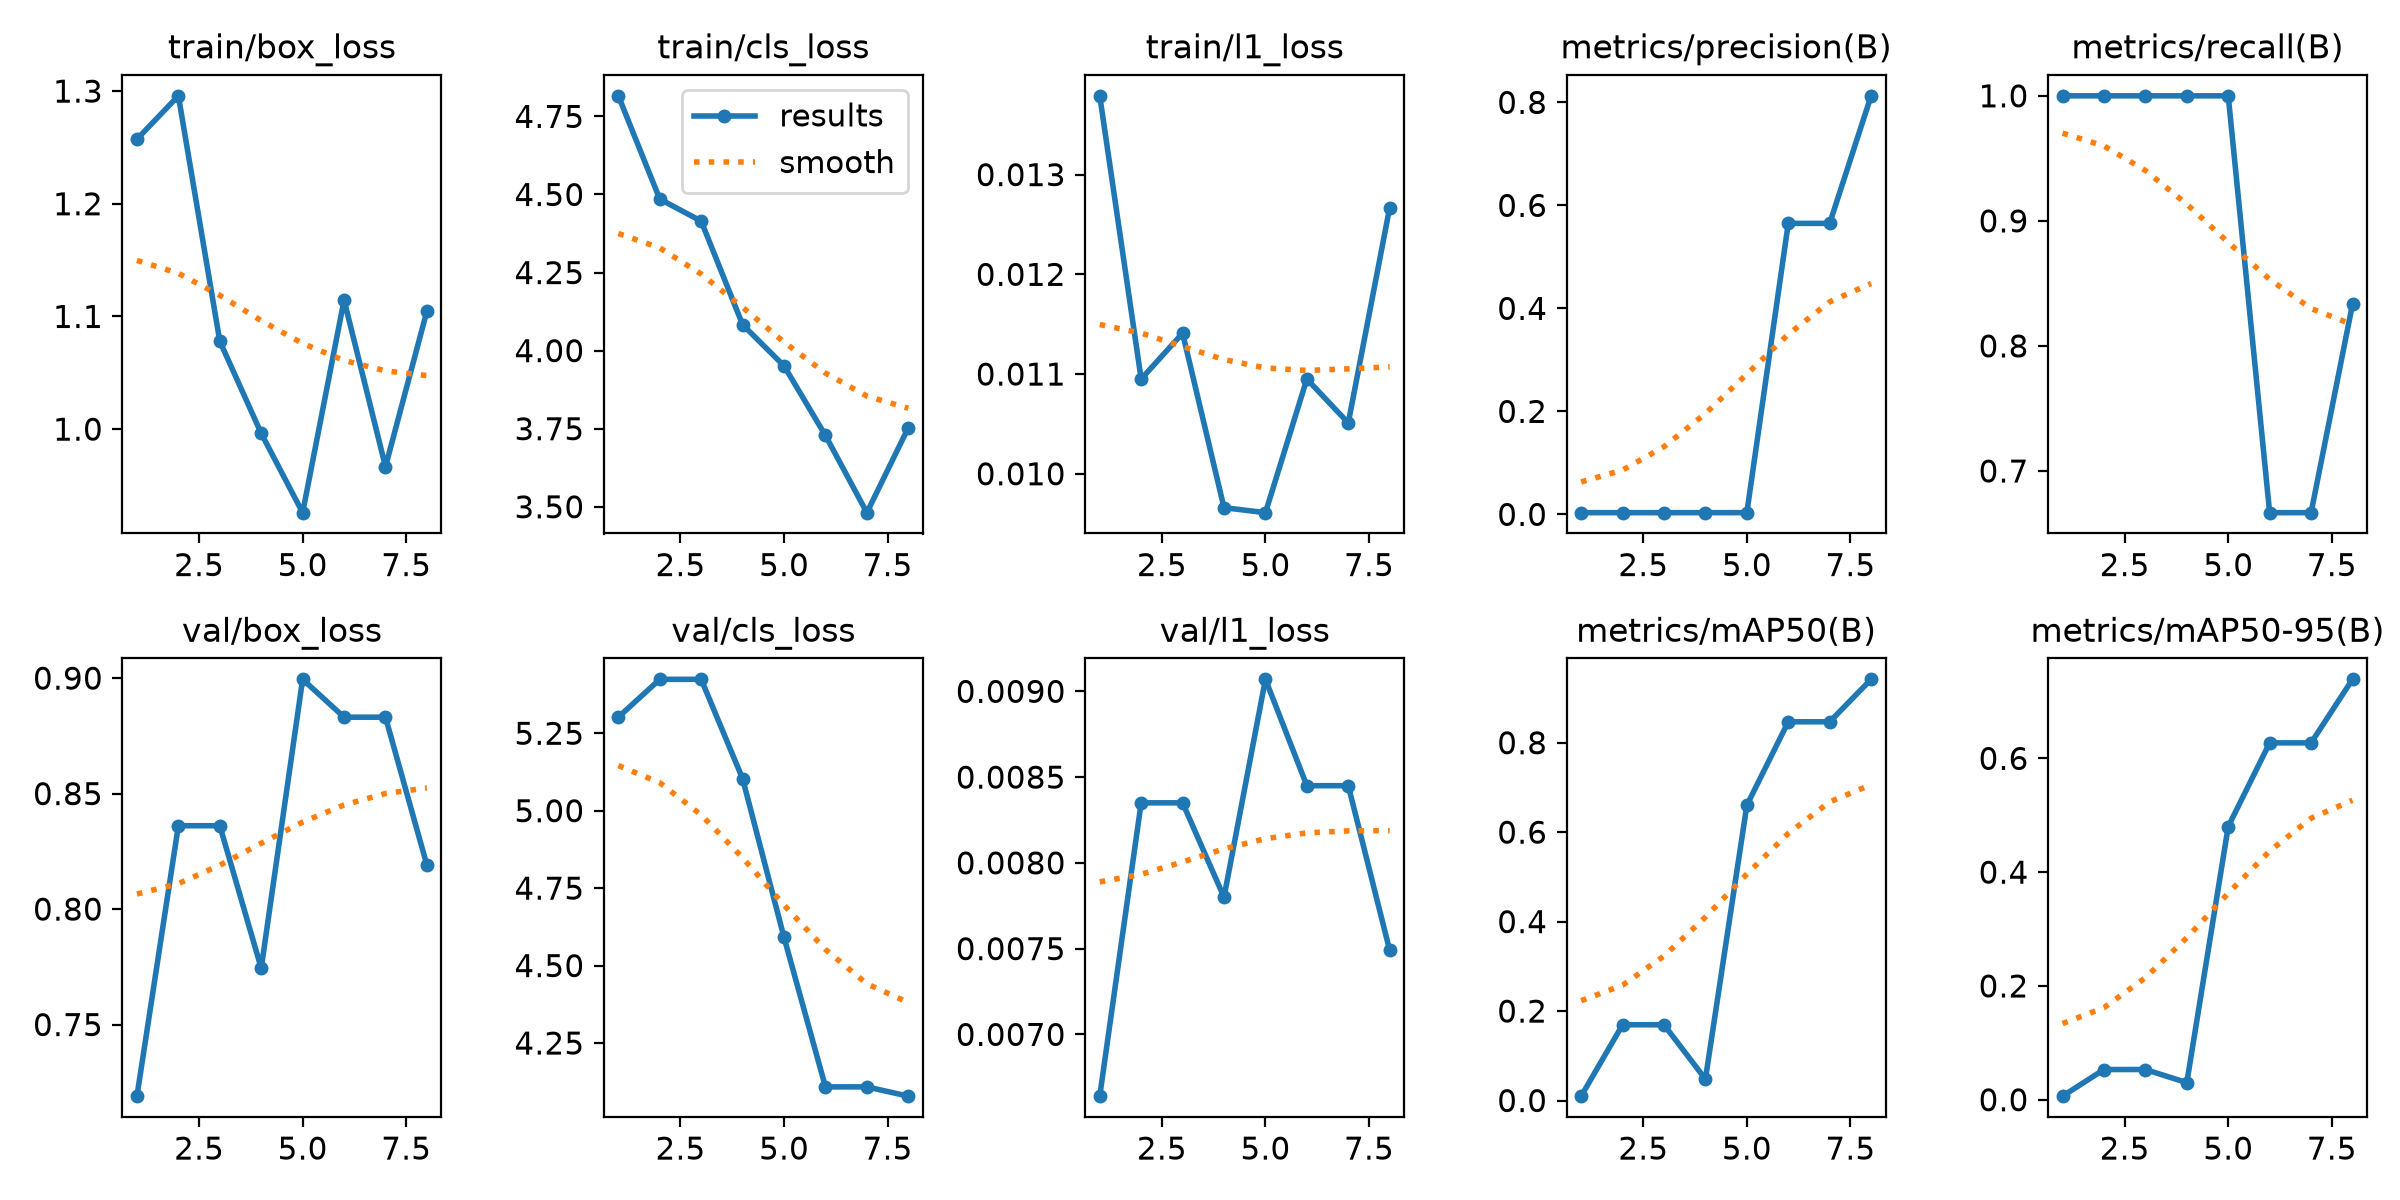 train/box_loss
train/cls_loss
train/l1_loss
metrics/precision(B)
metrics/recall(B)
1.3
1.2
1.1
1.0
2.5 5.0 7.5
4.75
4.50
4.25
4.00
3.75
3.50
results
smooth
2.5 5.0 7.5
0.013
0.012
0.011
0.010
2.5 5.0 7.5
0.8
0.6
0.4
0.2
0.0
2.5 5.0 7.5
1.0
0.9
0.8
0.7
2.5 5.0 7.5
val/box_loss
val/cls_loss
val/l1_loss
metrics/mAP50(B)
metrics/mAP50-95(B)
0.90
0.85
0.80
0.75
2.5 5.0 7.5
5.25
5.00
4.75
4.50
4.25
2.5 5.0 7.5
0.0090
0.0085
0.0080
0.0075
0.0070
2.5 5.0 7.5
0.8
0.6
0.4
0.2
0.0
2.5 5.0 7.5
0.6
0.4
0.2
0.0
2.5 5.0 7.5